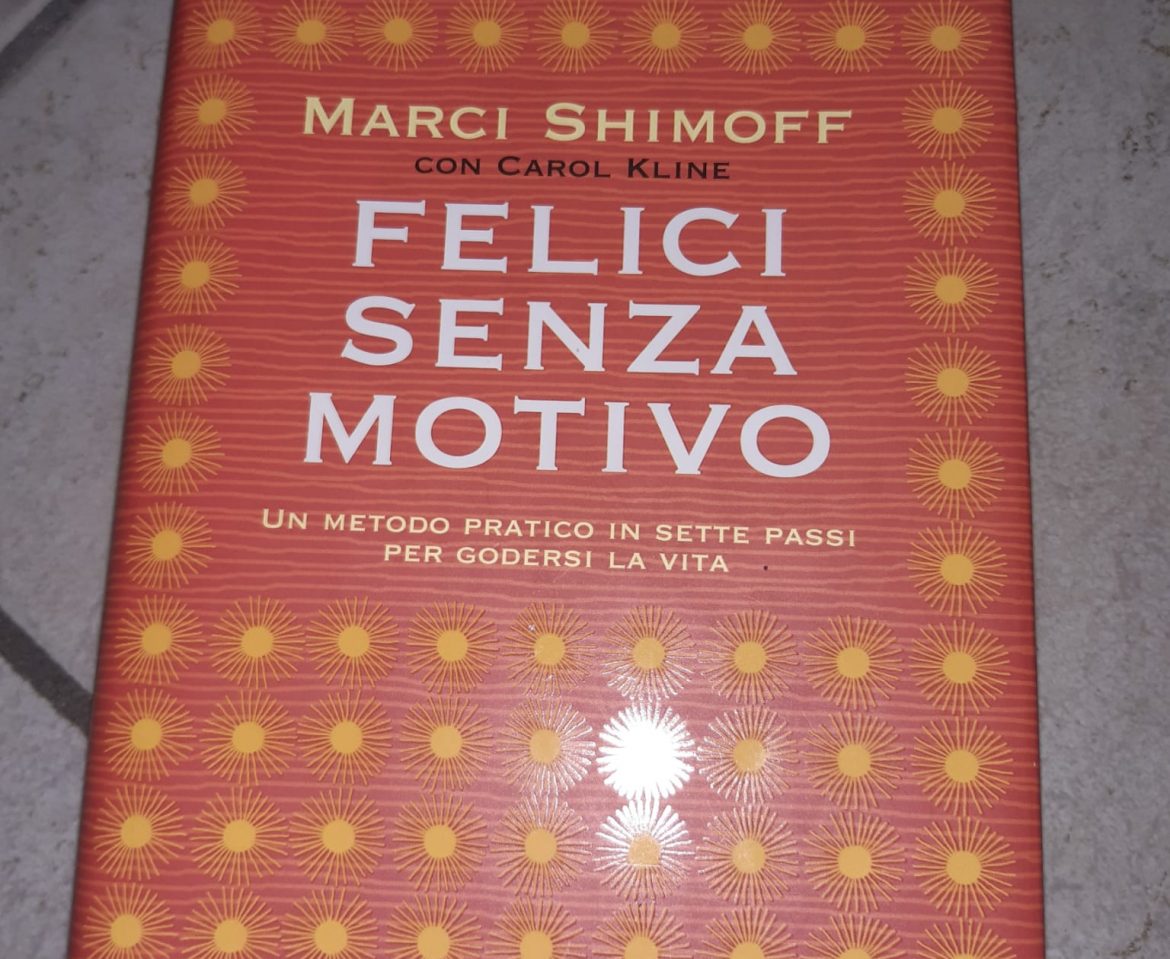 MARCI SHIMOFF
CON CAROL KLINE
FELICI
SENZA
MOTIVO
UN METODO PRATICO IN SETTE PASSI
PER GODERSI LA VITA